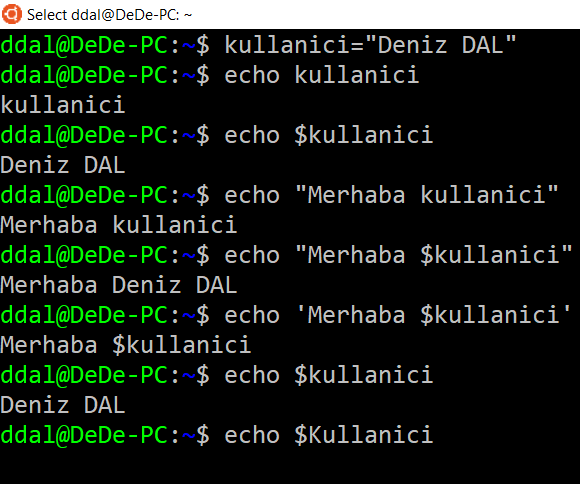 Select ddal@DeDe-PC: ~
ddal@DeDe-PC:~$ kullanici="Deniz DAL"
ddal@DeDe-PC:~$ echo kullanici
kullanici
ddal@DeDe-PC:~$ echo $kullanici
Deniz DAL
ddal@DeDe-PC:~$ echo "Merhaba kullanici"
Merhaba kullanici
ddal@DeDe-PC:~$ echo "Merhaba $kullanici"
Merhaba Deniz DAL
ddal@DeDe-PC:~$ echo 'Merhaba $kullanici'
Merhaba $kullanici
ddal@DeDe-PC:~$ echo $kullanici
Deniz DAL
ddal@DeDe-PC:~$ echo $Kullanici